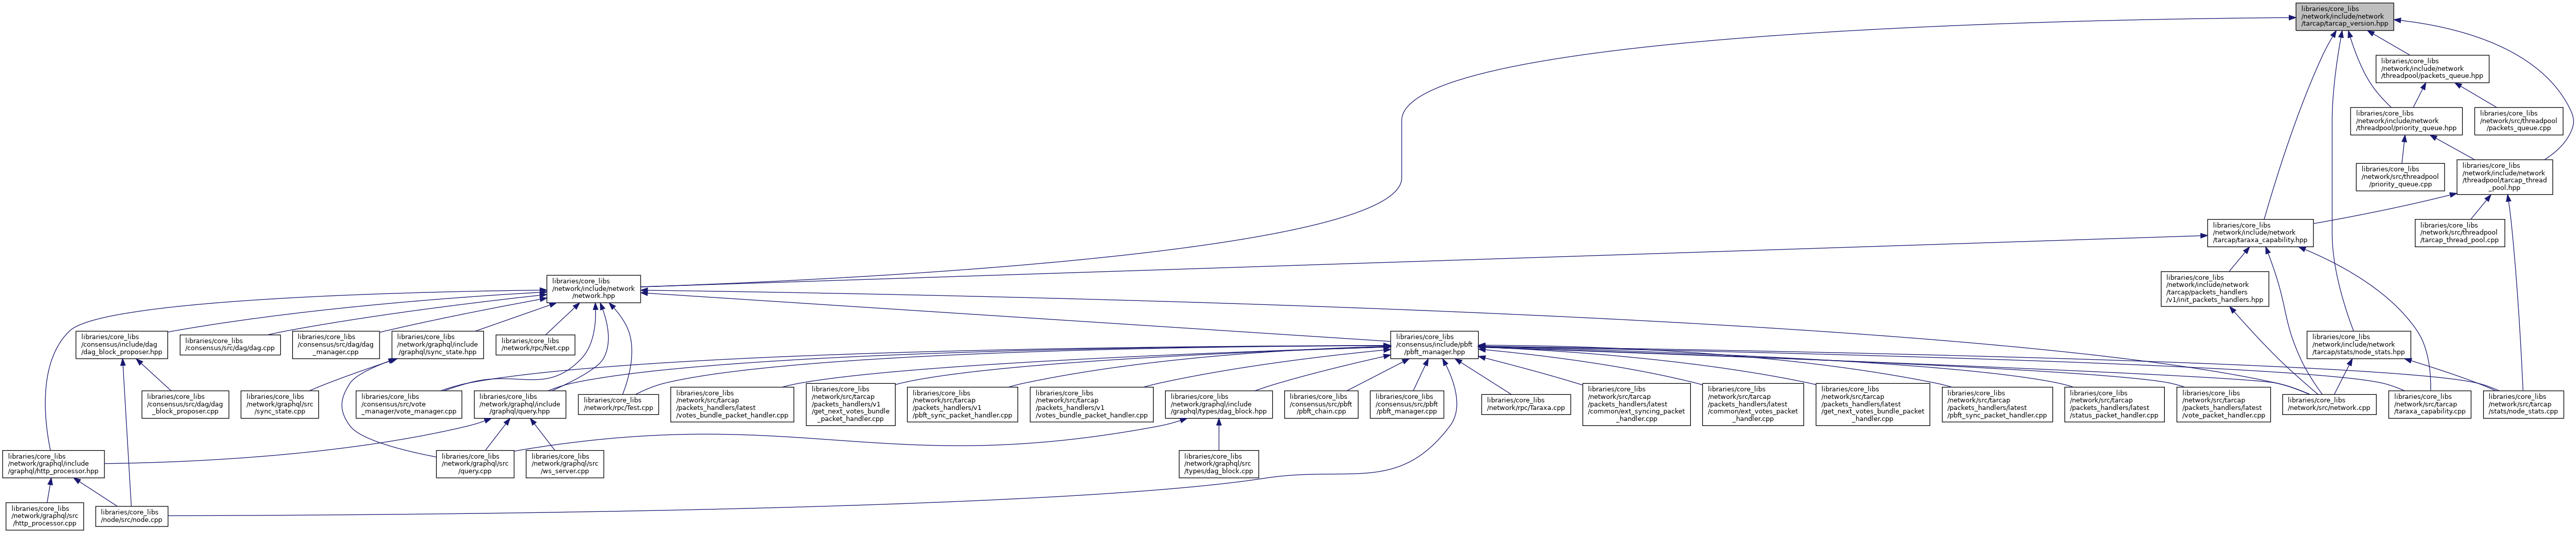 libraries/core_libs
/network/include/network
/tarcap/tarcap_version.hpp
libraries/core_libs
/network/include/network
/threadpool/packets_queue.hpp
libraries/core_libs
/network/include/network
/threadpool/priority_queue.hpp
libraries/core_libs
/network/src/threadpool
/packets_queue.cpp
libraries/core_libs
/network/src/threadpool
/priority_queue.cpp
libraries/core_libs
/network/include/network
/threadpool/tarcap_thread
_pool.hpp
libraries/core_libs
/network/include/network
/tarcap/taraxa_capability.hpp
libraries/core_libs
/network/src/threadpool
/tarcap_thread_pool.cpp
libraries/core_libs
/network/include/network
/network.hpp
libraries/core_libs
/network/include/network
/tarcap/packets_handlers
/v1/init_packets_handlers.hpp
libraries/core_libs
/consensus/include/dag
/dag_block_proposer.hpp
libraries/core_libs
/consensus/src/dag/dag.cpp
libraries/core_libs
/consensus/src/dag/dag
_manager.cpp
libraries/core_libs
/network/graphql/include
/graphql/sync_state.hpp
libraries/core_libs
/network/rpc/Net.cpp
libraries/core_libs
/consensus/include/pbft
/pbft_manager.hpp
libraries/core_libs
/network/include/network
/tarcap/stats/node_stats.hpp
libraries/core_libs
/consensus/src/dag/dag
_block_proposer.cpp
libraries/core_libs
/network/graphql/src
/sync_state.cpp
libraries/core_libs
/consensus/src/vote
_manager/vote_manager.cpp
libraries/core_libs
/network/graphql/include
/graphql/query.hpp
libraries/core_libs
/network/rpc/Test.cpp
libraries/core_libs
/network/src/tarcap
/packets_handlers/latest
/votes_bundle_packet_handler.cpp
libraries/core_libs
/network/src/tarcap
/packets_handlers/v1
/get_next_votes_bundle
_packet_handler.cpp
libraries/core_libs
/network/src/tarcap
/packets_handlers/v1
/pbft_sync_packet_handler.cpp
libraries/core_libs
/network/src/tarcap
/packets_handlers/v1
/votes_bundle_packet_handler.cpp
libraries/core_libs
/network/graphql/include
/graphql/types/dag_block.hpp
libraries/core_libs
/consensus/src/pbft
/pbft_chain.cpp
libraries/core_libs
/consensus/src/pbft
/pbft_manager.cpp
libraries/core_libs
/network/rpc/Taraxa.cpp
libraries/core_libs
/network/src/tarcap
/packets_handlers/latest
/common/ext_syncing_packet
_handler.cpp
libraries/core_libs
/network/src/tarcap
/packets_handlers/latest
/common/ext_votes_packet
_handler.cpp
libraries/core_libs
/network/src/tarcap
/packets_handlers/latest
/get_next_votes_bundle_packet
_handler.cpp
libraries/core_libs
/network/src/tarcap
/packets_handlers/latest
/pbft_sync_packet_handler.cpp
libraries/core_libs
/network/src/tarcap
/packets_handlers/latest
/status_packet_handler.cpp
libraries/core_libs
/network/src/tarcap
/packets_handlers/latest
/vote_packet_handler.cpp
libraries/core_libs
/network/src/network.cpp
libraries/core_libs
/network/src/tarcap
/taraxa_capability.cpp
libraries/core_libs
/network/src/tarcap
/stats/node_stats.cpp
libraries/core_libs
/network/graphql/include
/graphql/http_processor.hpp
libraries/core_libs
/network/graphql/src
/query.cpp
libraries/core_libs
/network/graphql/src
/ws_server.cpp
libraries/core_libs
/network/graphql/src
/types/dag_block.cpp
libraries/core_libs
/network/graphql/src
/http_processor.cpp
libraries/core_libs
/node/src/node.cpp